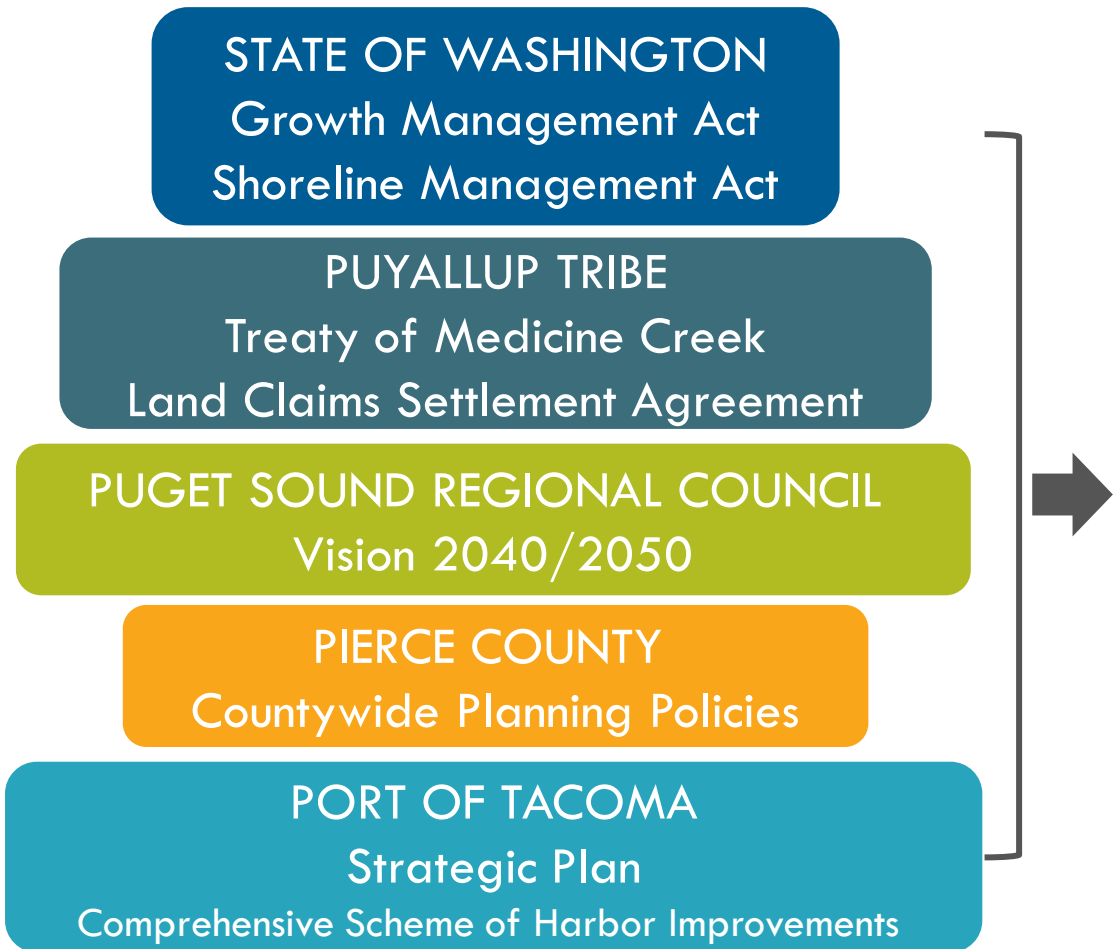 STATE OF WASHINGTON
Growth Management Act
Shoreline Management Act
PUYALLUP TRIBE
Treaty of Medicine Creek
Land Claims Settlement Agreement
PUGET SOUND REGIONAL COUNCIL
Vision 2040/2050
PIERCE COUNTY
Countywide Planning Policies
PORT OF TACOMA
Strategic Plan
Comprehensive Scheme of Harbor Improvements